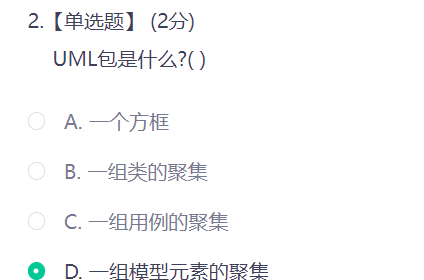 2.【单选题】 (2分)
UML包是什么?( )
A. 一个方框
B. 一组类的聚集
C. 一组用例的聚集
D. 一组模型元素的聚集